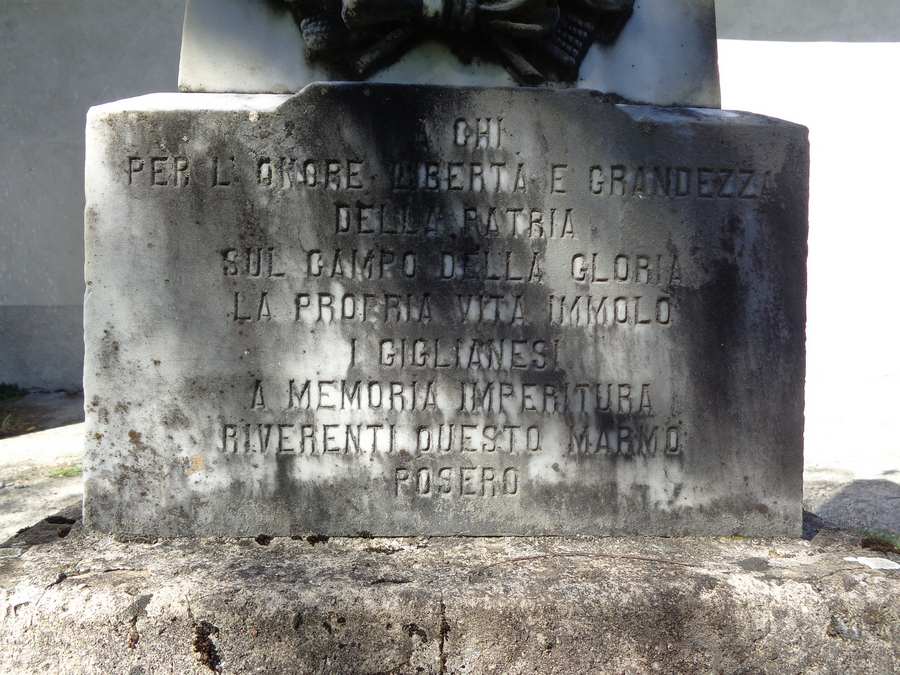 A CHI
PER L'ONORE LIBERTÀ E GRANDEZZA
DELLA PATRIA
SUL CAMPO DELLA GLORIA
LA PROPRIA VITA IMMOLO
I GIGLIANESI
A MEMORIA IMPERITURA
RIVERENTI QUESTO MARMO
POSERO